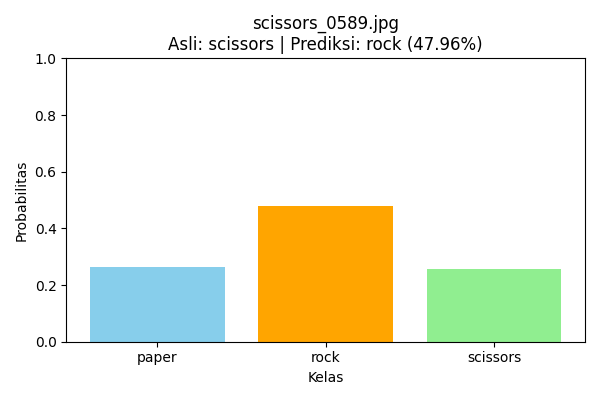 scissors_0589.jpg
Asli: scissors | Prediksi: rock (47.96%)
1.0
0.8
0.6
0.4
0.2
0.0
Probabilitas
paper rock scissors
Kelas